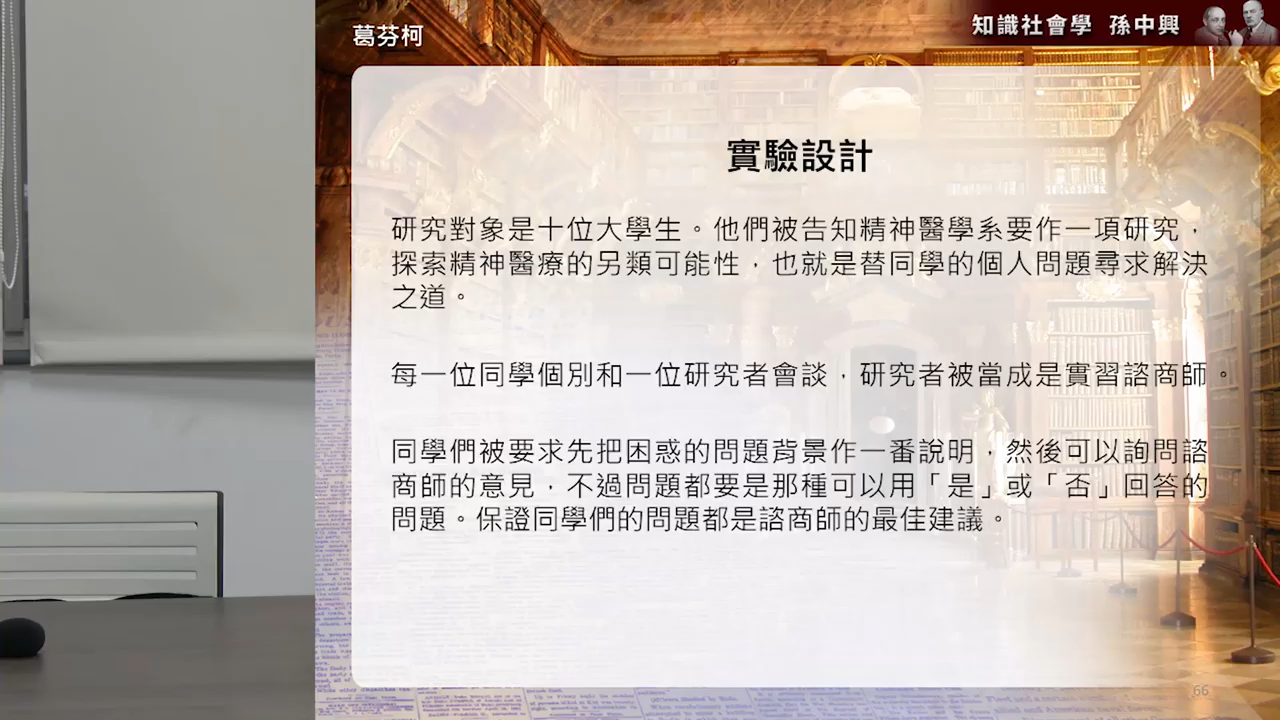 葛芬柯
知識社會學 孫中興
實驗設計
研究對象是十位大學生。他們被告知精神醫學系要作一項研究，
探索精神醫療的另類可能性，也就是替同學的個人問題尋求解決
之道。
每一位同學個別和一位研究者會談，研究者被當成是實習諮商師。
同學們被要求先把困惑的問題背景作一番說明，然後可以詢問諮
商師的意見，不過問題都要是那種可以用「是」或「否」回答的
問題。保證同學們的問題都是諮商師的最佳建議。
66